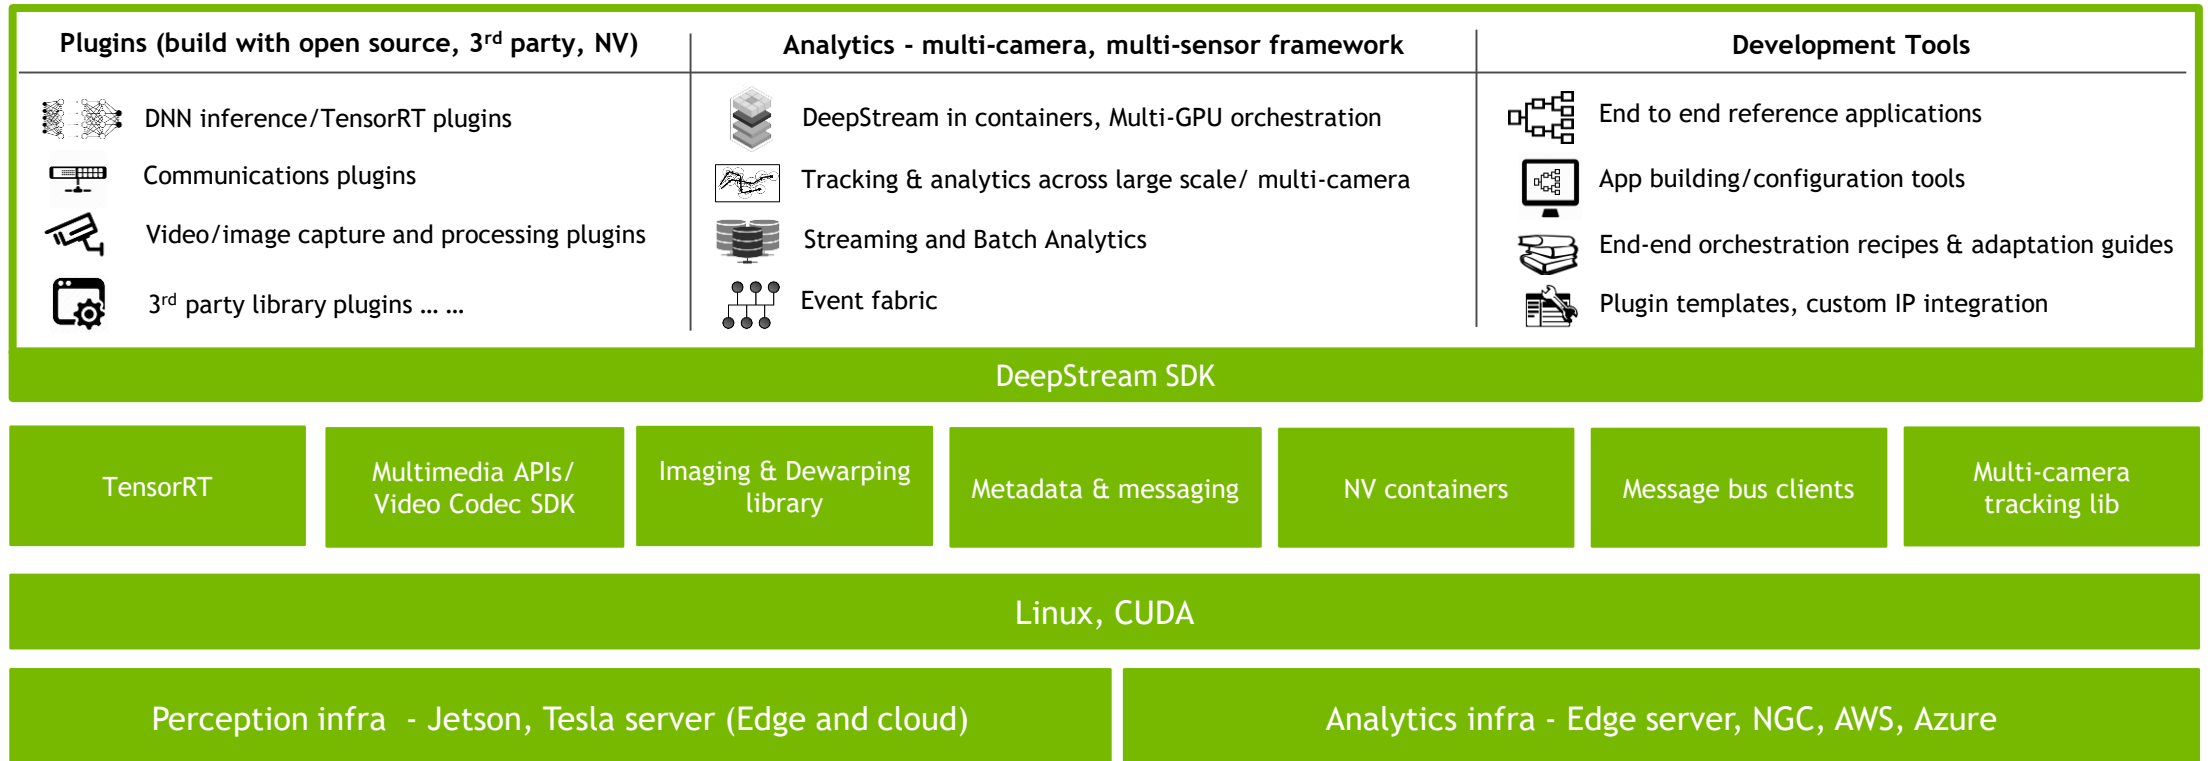 Plugins (build with open source, 3rd party, NV)
DNN inference/TensorRT plugins
Communications plugins
Video/image capture and processing plugins
3rd party library plugins … …
Analytics - multi-camera, multi-sensor framework
DeepStream in containers, Multi-GPU orchestration
Tracking & analytics across large scale/ multi-camera
Streaming and Batch Analytics
Event fabric
Development Tools
End to end reference applications
App building/configuration tools
End-end orchestration recipes & adaptation guides
Plugin templates, custom IP integration
DeepStream SDK
TensorRT
Multimedia APIs/
Video Codec SDK
Imaging & Dewarping
library
Metadata & messaging
NV containers
Message bus clients
Multi-camera
tracking lib
Linux, CUDA
Perception infra - Jetson, Tesla server (Edge and cloud)
Analytics infra - Edge server, NGC, AWS, Azure